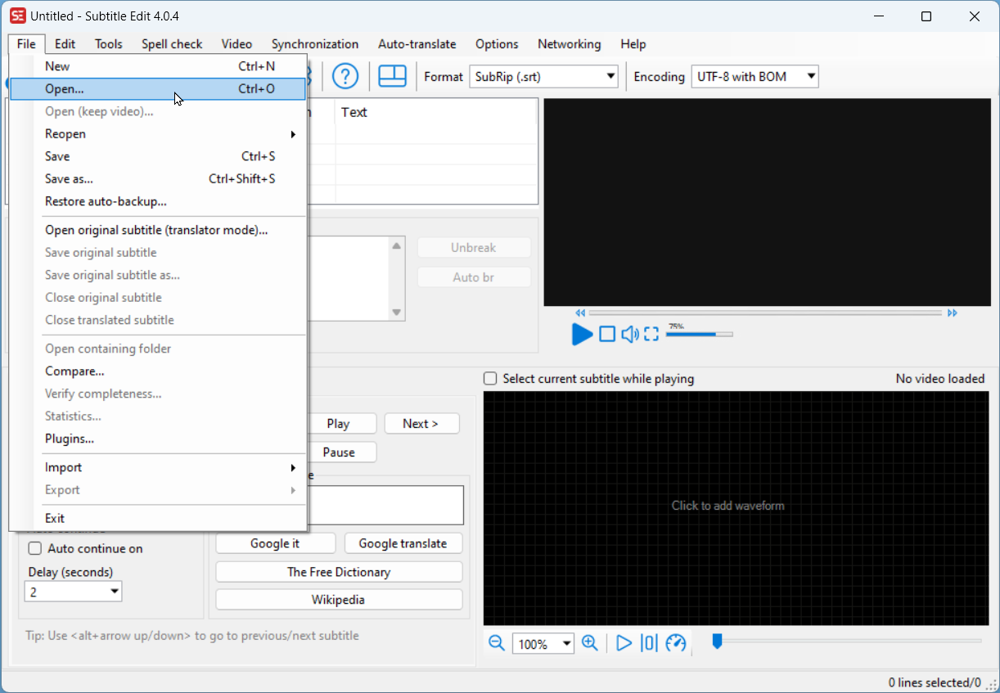 SE Untitled - Subtitle Edit 4.0.4
File Edit Tools Spell check Video Synchronization Auto-translate Options Networking Help
New Ctrl+N
Open... Ctrl+O
Open (keep video)...
Reopen
Save Ctrl+S
Save as... Ctrl+Shift+S
Restore auto-backup...
Open original subtitle (translator mode)...
Save original subtitle
Save original subtitle as...
Close original subtitle
Close translated subtitle
Open containing folder
Compare...
Verify completeness...
Statistics...
Plugins...
Import
Export
Exit
? Format SubRip (.srt) Encoding UTF-8 with BOM
Text
Unbreak
Auto br
75%
Select current subtitle while playing No video loaded
Play Next >
Pause
Click to add waveform
Auto continue on
Delay (seconds)
2
Google it Google translate
The Free Dictionary
Wikipedia
Tip: Use <alt+arrow up/down> to go to previous/next subtitle
100%
0 lines selected/0